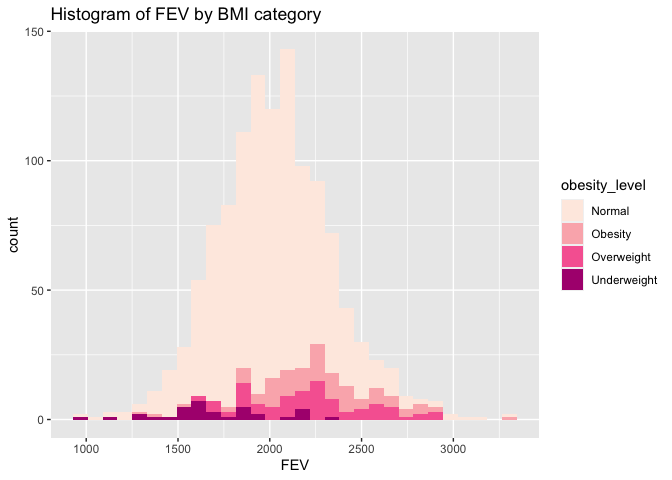 Histogram of FEV by BMI category
150
100
50
0
count
1000
1500
2000
2500
3000
FEV
obesity_level
Normal
Obesity
Overweight
Underweight